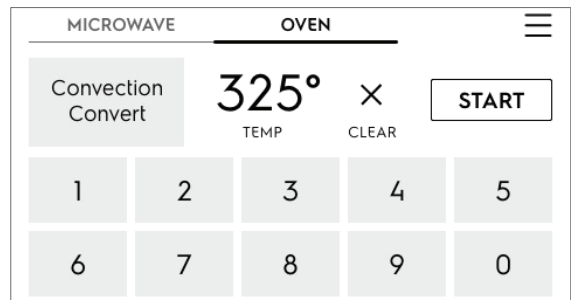 MICROWAVE OVEN
Convection
Convert
325°
TEMP
×
CLEAR
START
1 2 3 4 5
6 7 8 9 0